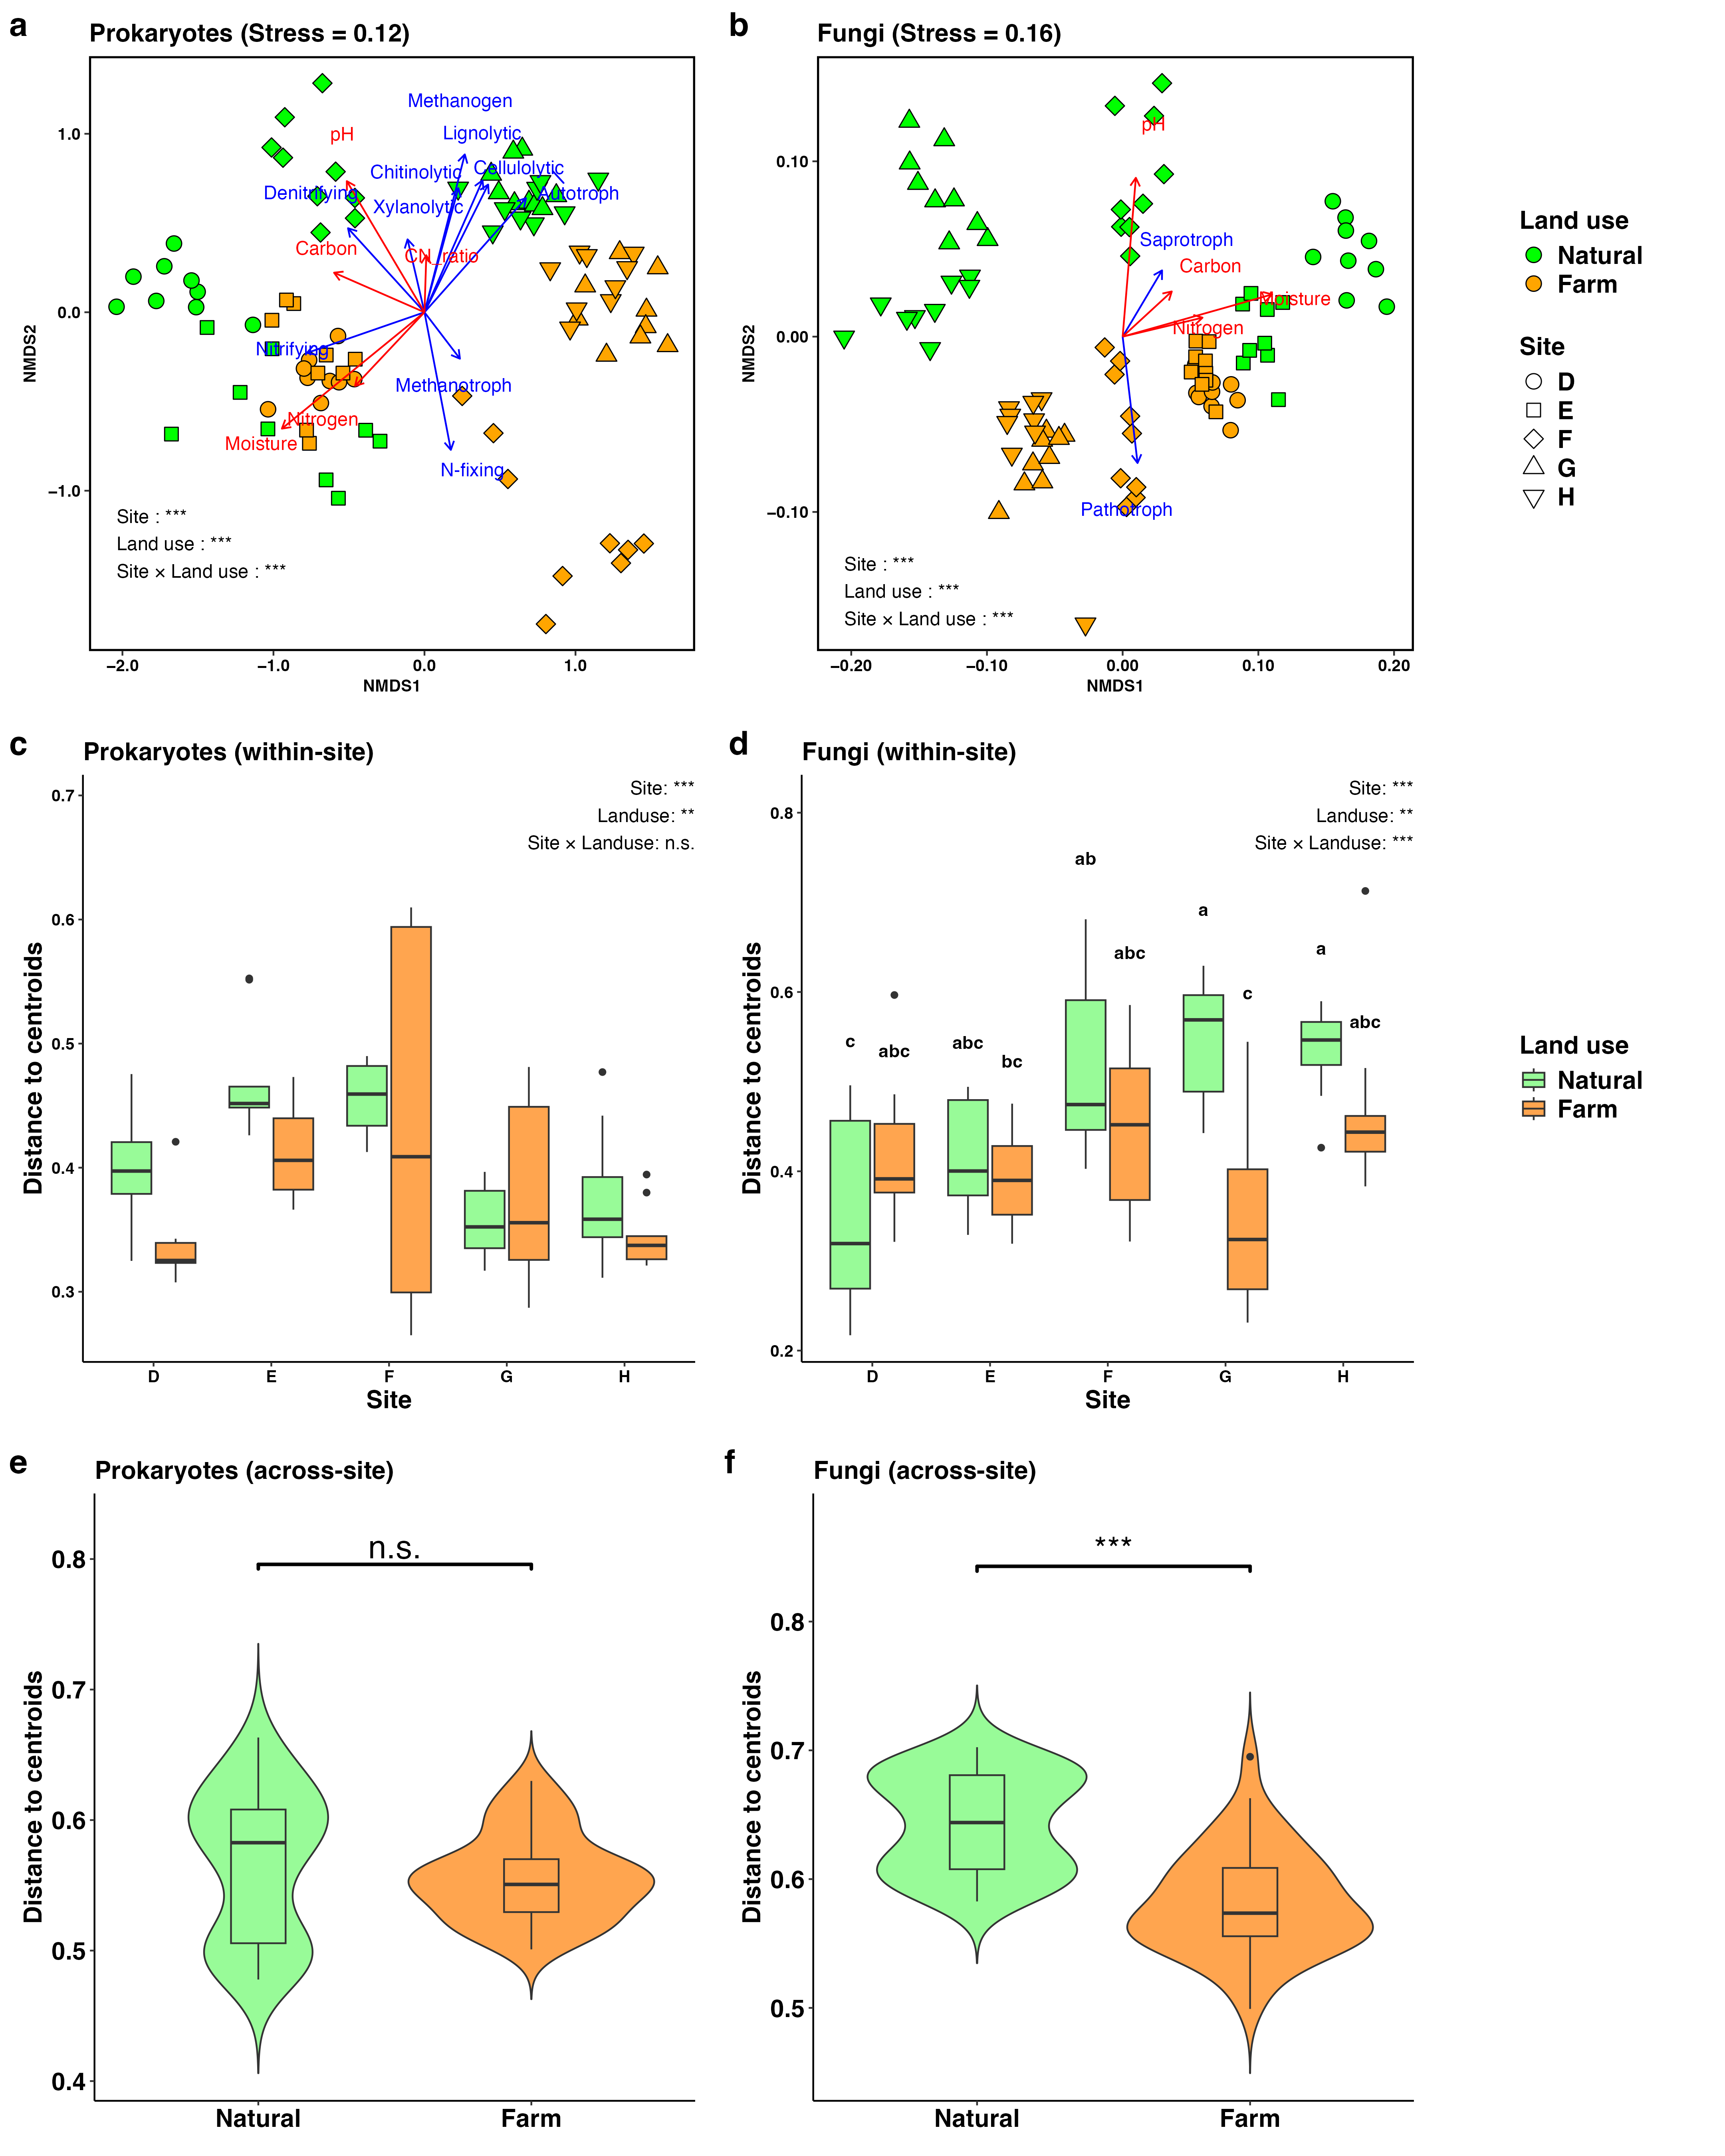 a
Prokaryotes (Stress = 0.12)
Methanogen
pH
Lignolytic
Chitinolytic
Cellulolytic
Denitrifying
Xylanolytic
Autotroph
Carbon
CN_ratio
Nitrifying
Methanotroph
Nitrogen
Moisture
N-fixing
Site : ***
Land use : ***
Site × Land use : ***
1.0
0.0
−1.0
NMDS2
−2.0
−1.0
0.0
1.0
NMDS1
b
Fungi (Stress = 0.16)
pH
Saprotroph
Carbon
Moisture
Nitrogen
Pathotroph
Site : ***
Land use : ***
Site × Land use : ***
0.10
0.00
−0.10
NMDS2
−0.20
−0.10
0.00
0.10
0.20
NMDS1
Land use
Natural
Farm
Site
D
E
F
G
H
c
Prokaryotes (within-site)
Site: ***
Landuse: **
Site × Landuse: n.s.
0.7
0.6
0.5
0.4
0.3
Distance to centroids
D
E
F
G
H
Site
d
Fungi (within-site)
Site: ***
Landuse: **
Site × Landuse: ***
c
abc
abc
bc
ab
abc
a
c
a
abc
0.8
0.6
0.4
0.2
Distance to centroids
D
E
F
G
H
Site
Land use
Natural
Farm
e
Prokaryotes (across-site)
n.s.
0.8
0.7
0.6
0.5
0.4
Distance to centroids
Natural
Farm
f
Fungi (across-site)
***
0.8
0.7
0.6
0.5
Distance to centroids
Natural
Farm